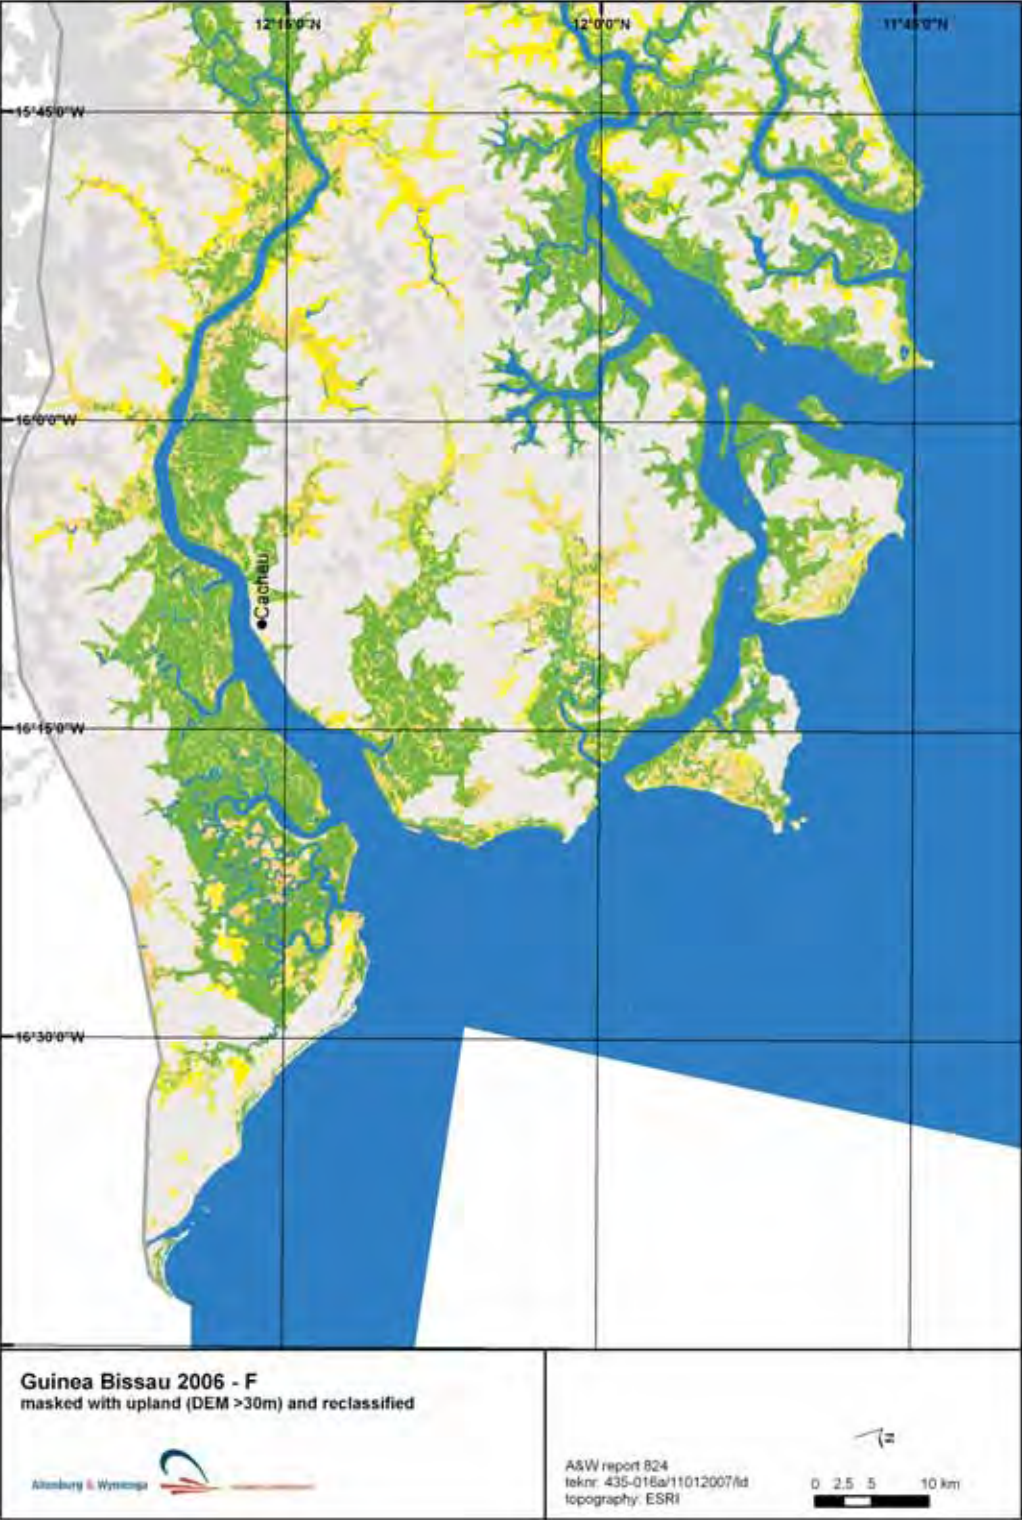 12°15'0"N
12°0'0"N
11°45'0"N
15°45'0"W
16°0'0"W
Cacheu
16°15'0"W
16°30'0"W
Guinea Bissau 2006 - F
masked with upland (DEM >30m) and reclassified
Altenburg & Wymenga
A&W report 824
teknr. 435-016a/11012007/ld
topography: ESRI
N
0 2.5 5 10 km